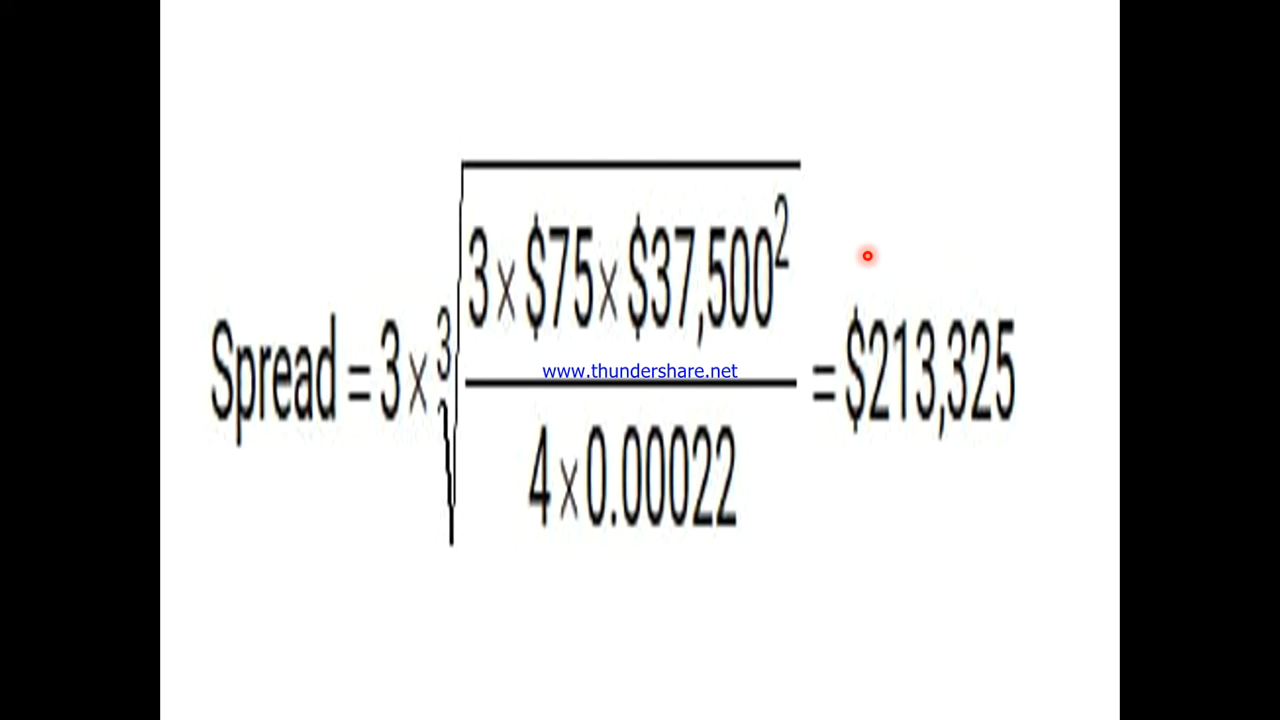 Spread = 3 × ∛((3 × $75 × $37,500²) / (4 × 0.00022)) = $213,325
www.thundershare.net